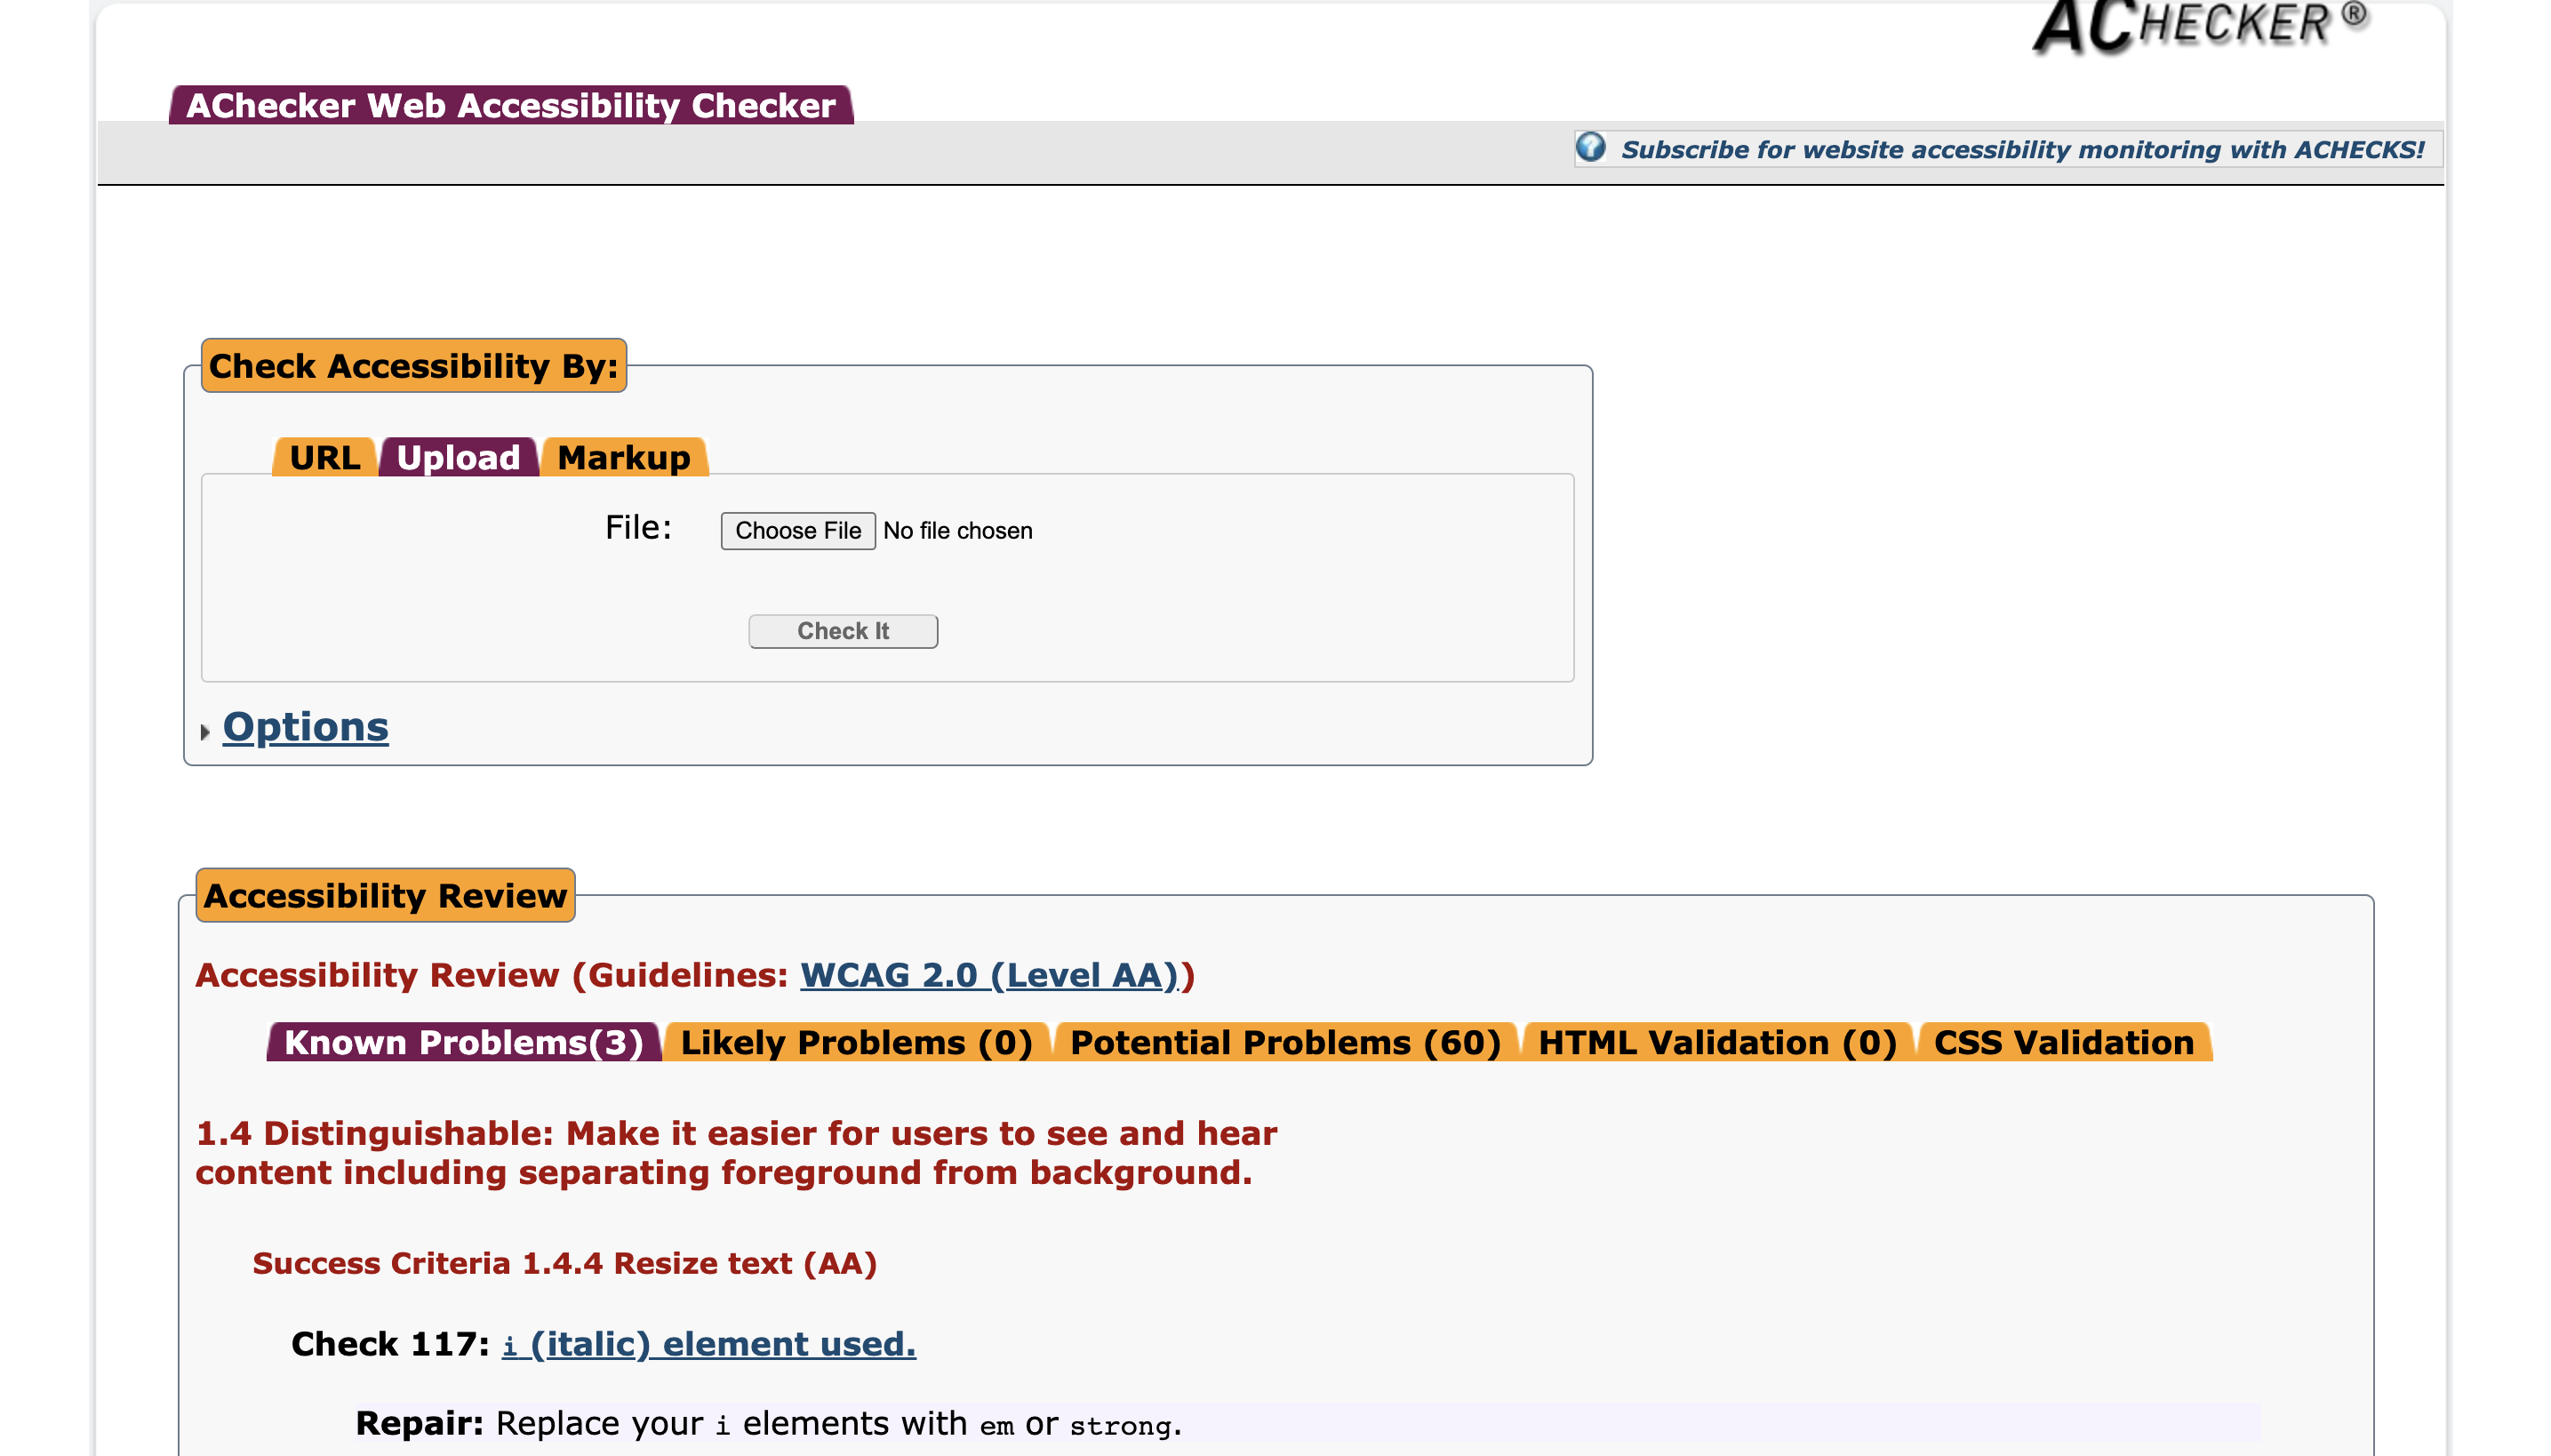 ACHECKER®
AChecker Web Accessibility Checker
Subscribe for website accessibility monitoring with ACHECKS!
Check Accessibility By:
URL Upload Markup
File: Choose File No file chosen
Check It
Options
Accessibility Review
Accessibility Review (Guidelines: WCAG 2.0 (Level AA))
Known Problems(3) Likely Problems (0) Potential Problems (60) HTML Validation (0) CSS Validation
1.4 Distinguishable: Make it easier for users to see and hear
content including separating foreground from background.
Success Criteria 1.4.4 Resize text (AA)
Check 117: i (italic) element used.
Repair: Replace your i elements with em or strong.